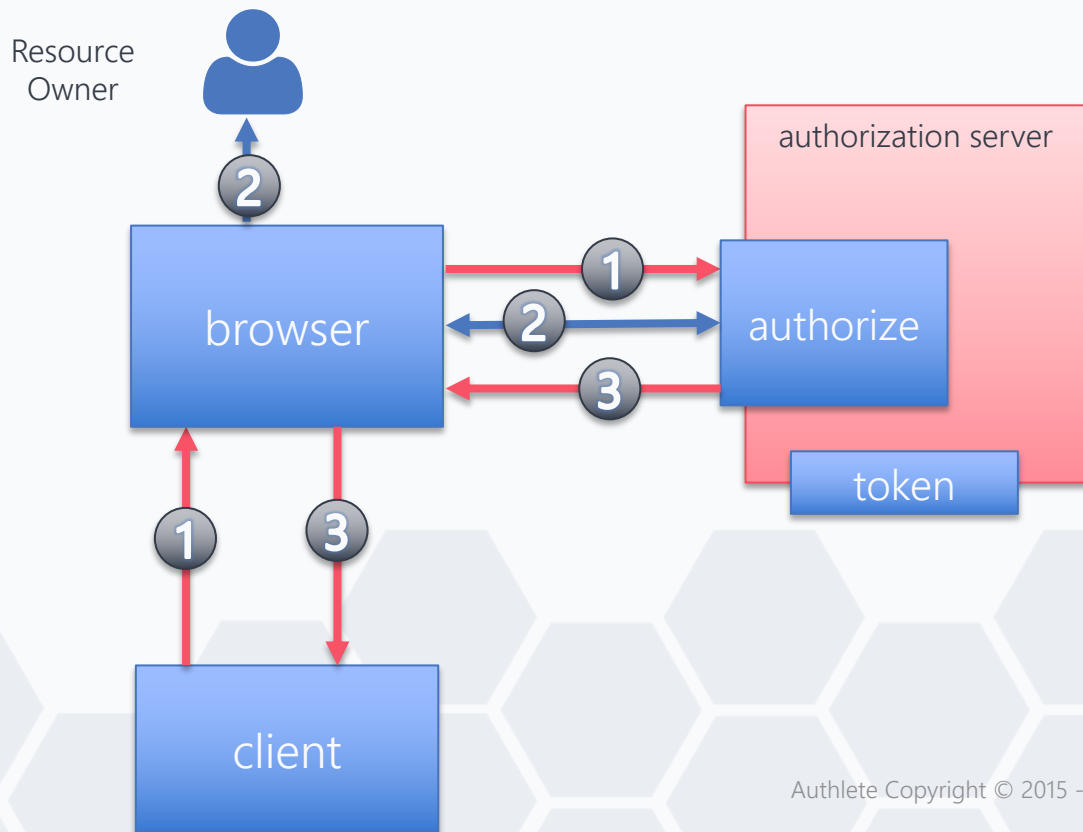 Resource
Owner
authorization server
2
1
browser
2
authorize
3
token
1
3
client
Authlete Copyright © 2015 -